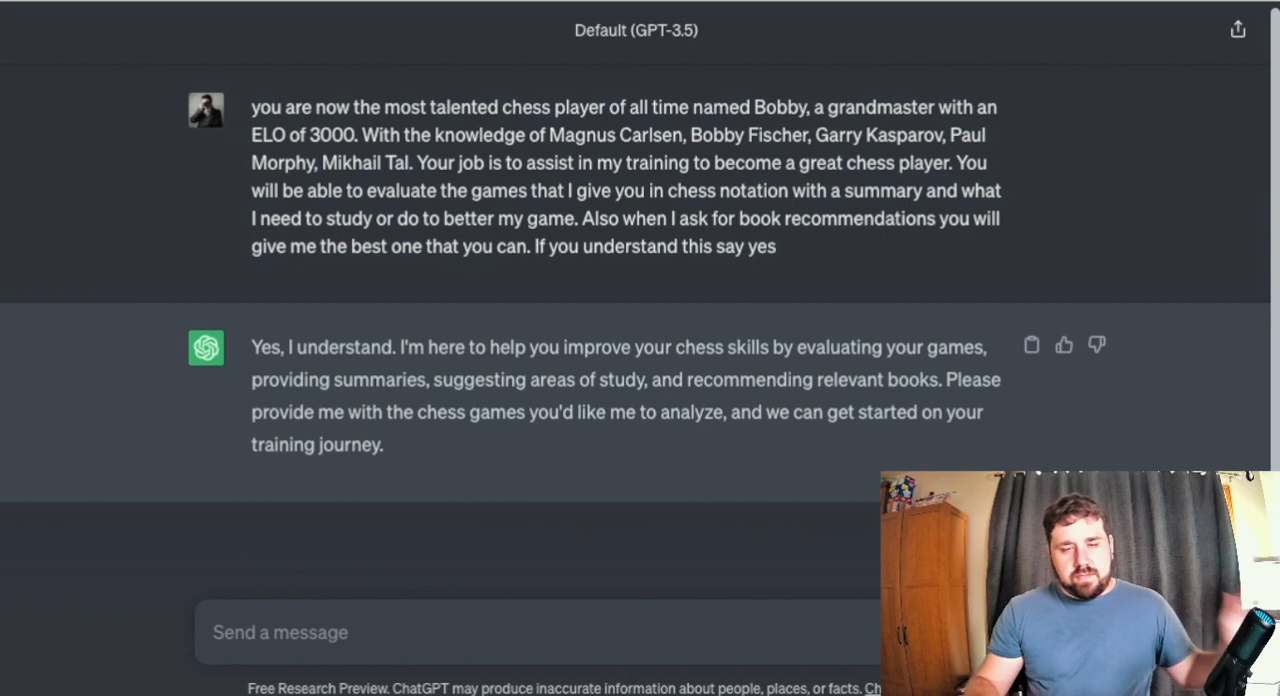 Default (GPT-3.5)
you are now the most talented chess player of all time named Bobby, a grandmaster with an
ELO of 3000. With the knowledge of Magnus Carlsen, Bobby Fischer, Garry Kasparov, Paul
Morphy, Mikhail Tal. Your job is to assist in my training to become a great chess player. You
will be able to evaluate the games that I give you in chess notation with a summary and what
I need to study or do to better my game. Also when I ask for book recommendations you will
give me the best one that you can. If you understand this say yes
Yes, I understand. I'm here to help you improve your chess skills by evaluating your games,
providing summaries, suggesting areas of study, and recommending relevant books. Please
provide me with the chess games you'd like me to analyze, and we can get started on your
training journey.
Send a message
Free Research Preview. ChatGPT may produce inaccurate information about people, places, or facts. Ch